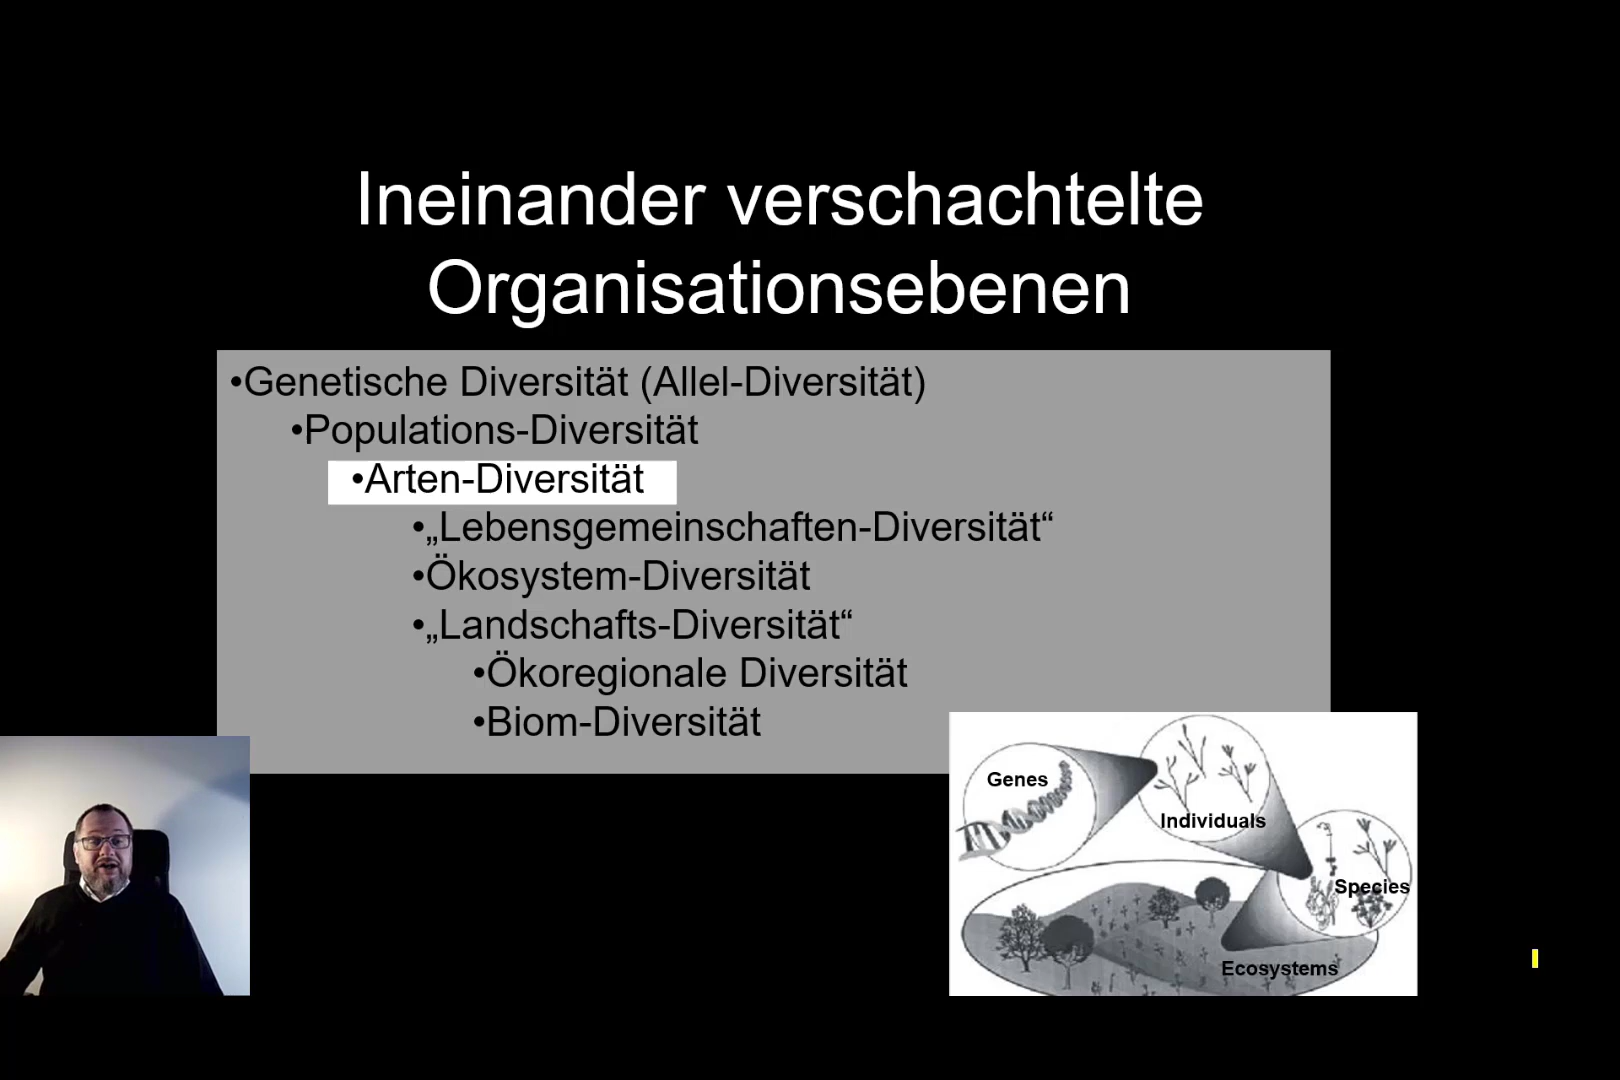 Ineinander verschachtelte
Organisationsebenen
•Genetische Diversität (Allel-Diversität)
•Populations-Diversität
•Arten-Diversität
•„Lebensgemeinschaften-Diversität“
•Ökosystem-Diversität
•„Landschafts-Diversität“
•Ökoregionale Diversität
•Biom-Diversität
Genes
Individuals
Species
Ecosystems